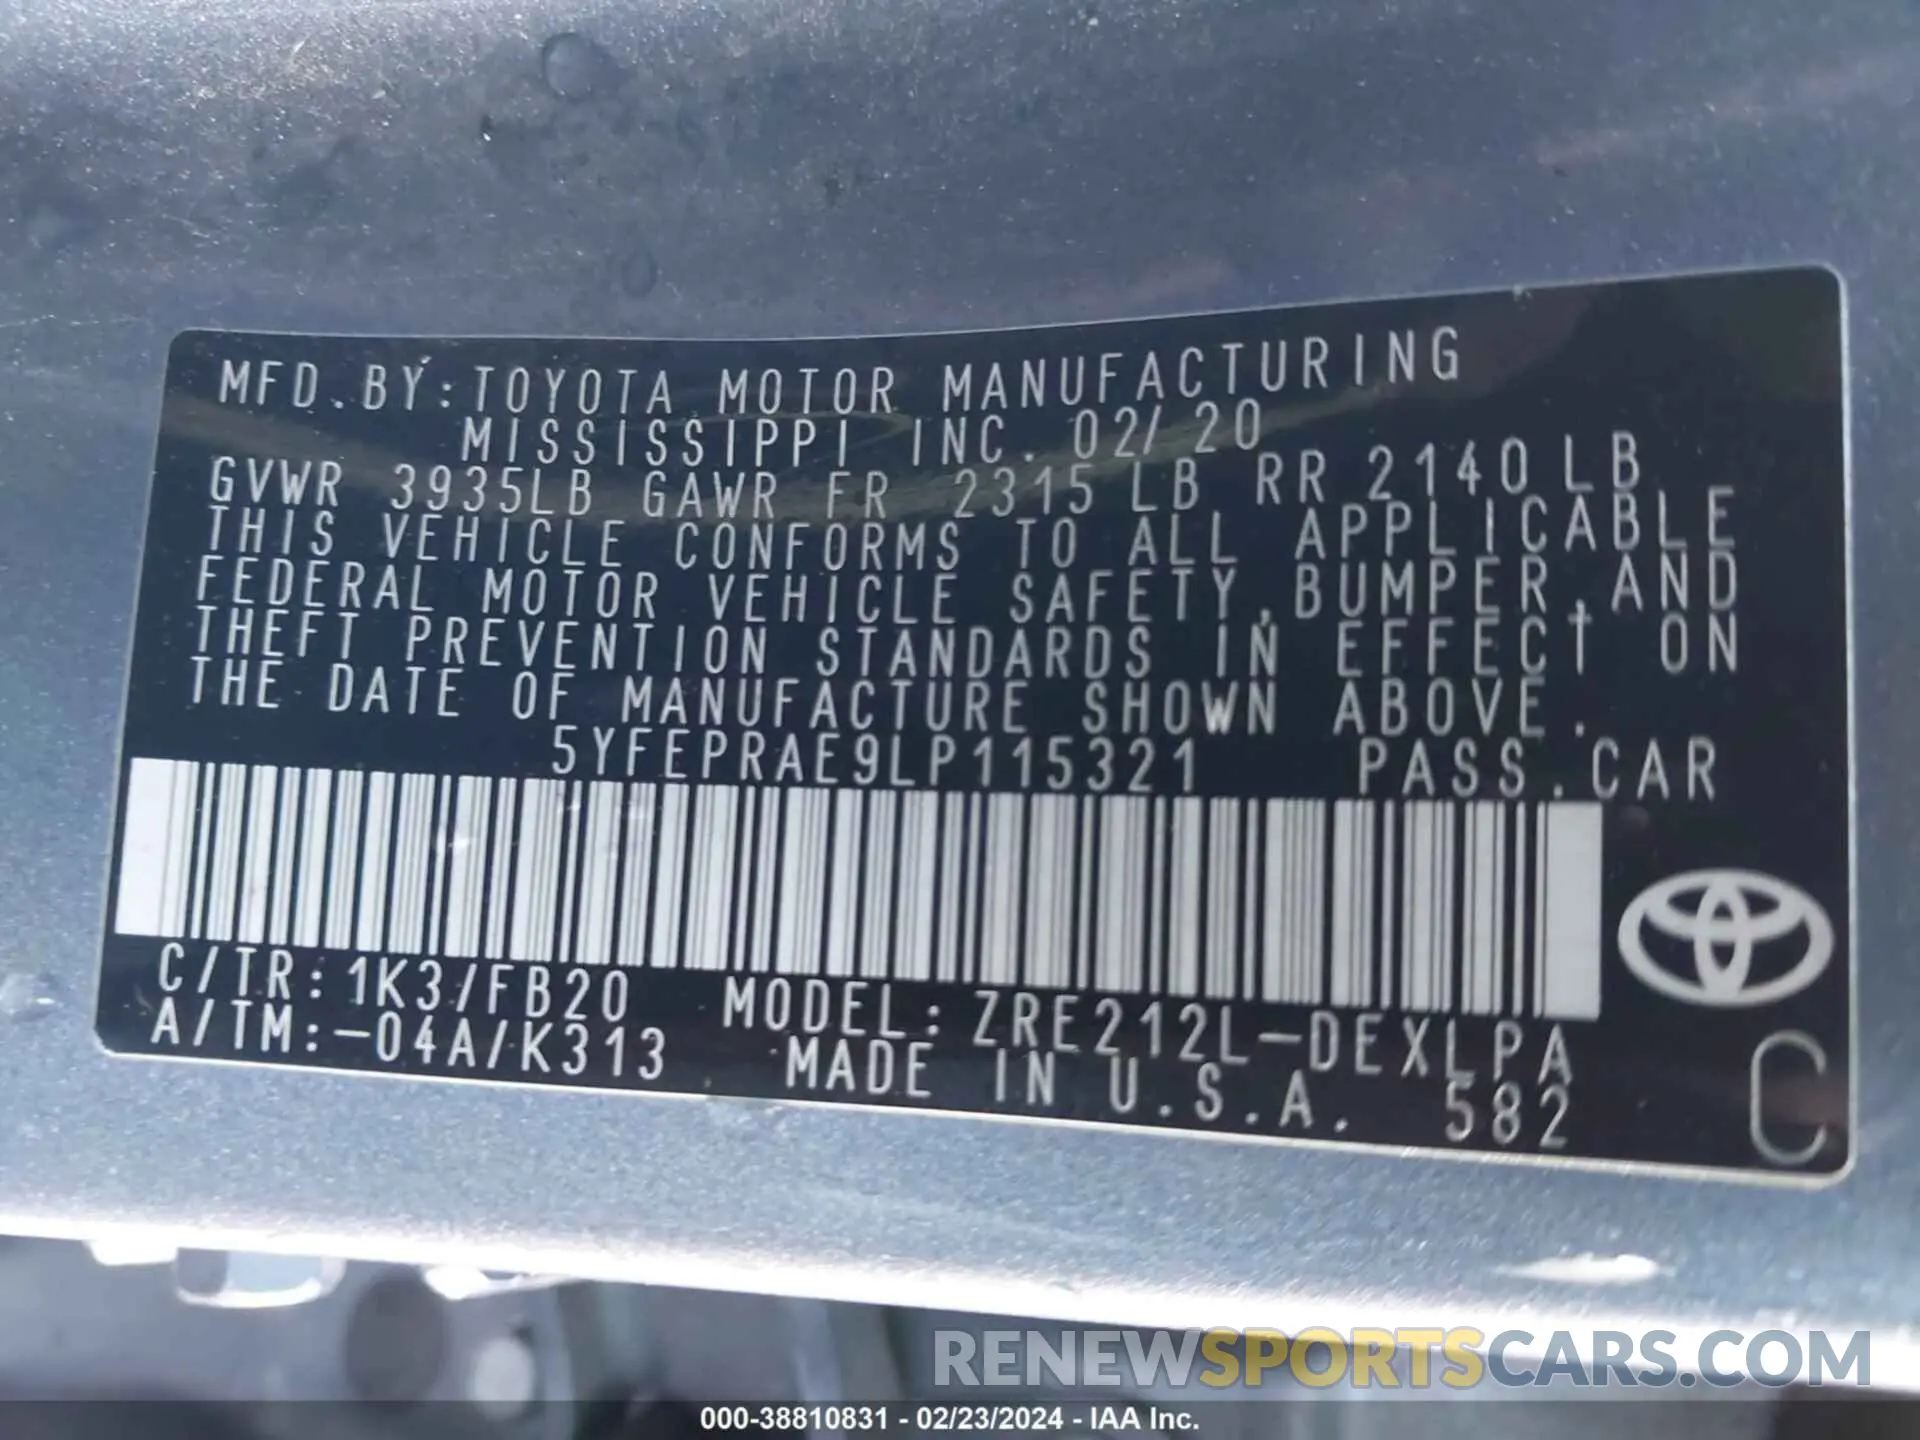 MFD.BY:TOYOTA MOTOR MANUFACTURING
MISSISSIPPI INC. 02/20
GVWR 3935LB GAWR FR 2315LB RR 2140LB
THIS VEHICLE CONFORMS TO ALL APPLICABLE
FEDERAL MOTOR VEHICLE SAFETY,BUMPER,AND
THEFT PREVENTION STANDARDS IN EFFECT ON
THE DATE OF MANUFACTURE SHOWN ABOVE.
5YFEPRAE9LP115321 PASS.CAR
C/TR:1K3/FB20 MODEL:ZRE212L-DEXLPA
A/TM:-04A/K313 MADE IN U.S.A. 582
C
RENEWSPORTSCARS.COM
000-38810831 - 02/23/2024 - IAA Inc.